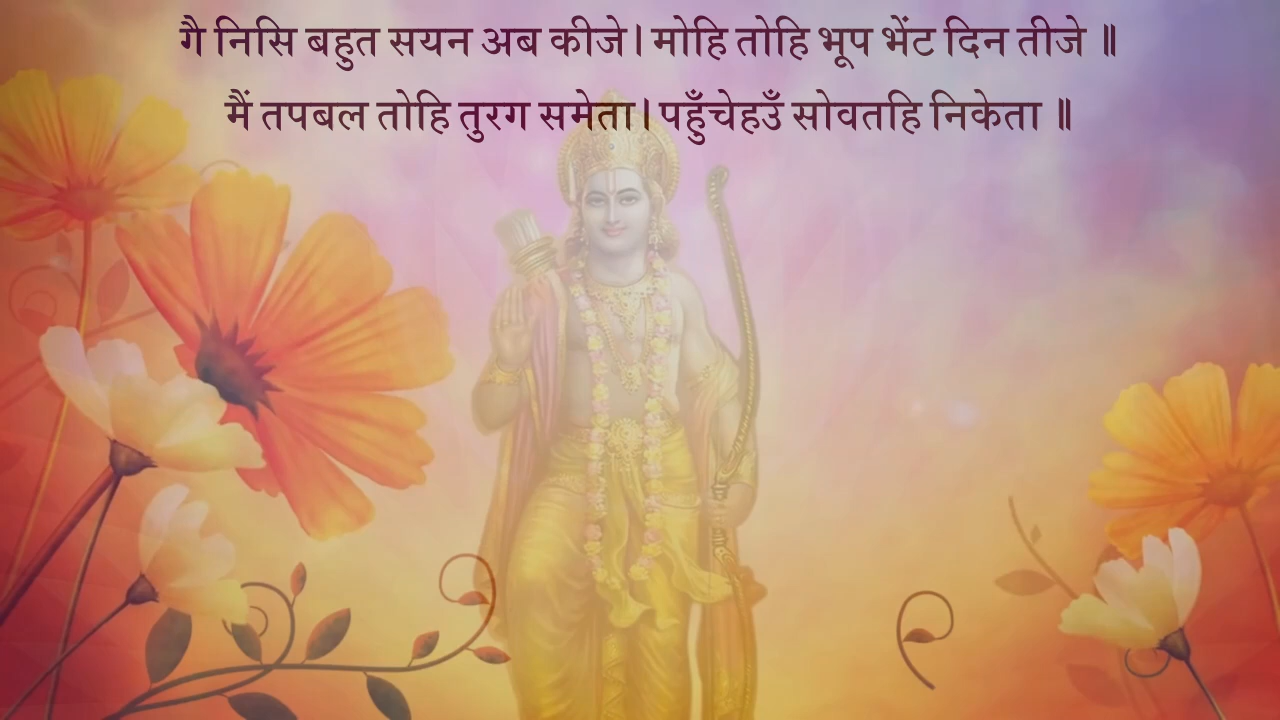 गै निसि बहुत सयन अब कीजे। मोहि तोहि भूप भेंट दिन तीजे ॥
मैं तपबल तोहि तुरग समेता। पहुँचेहउँ सोवतहि निकेता ॥